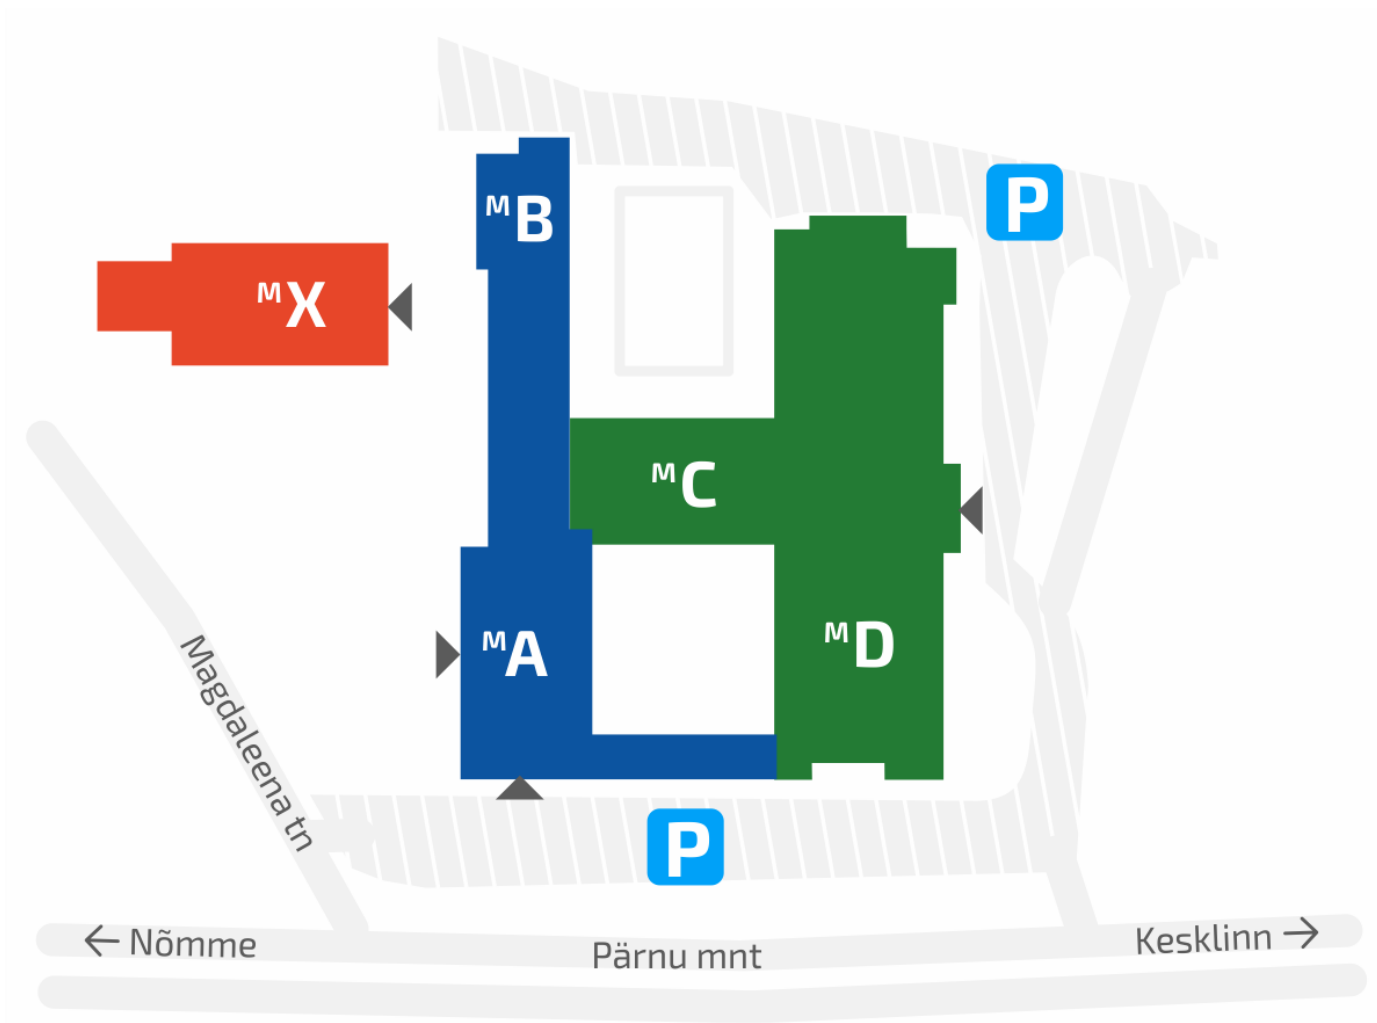 P
ᴹB
ᴹX
ᴹC
ᴹA
ᴹD
Magdaleena tn
P
← Nõmme
Pärnu mnt
Kesklinn →